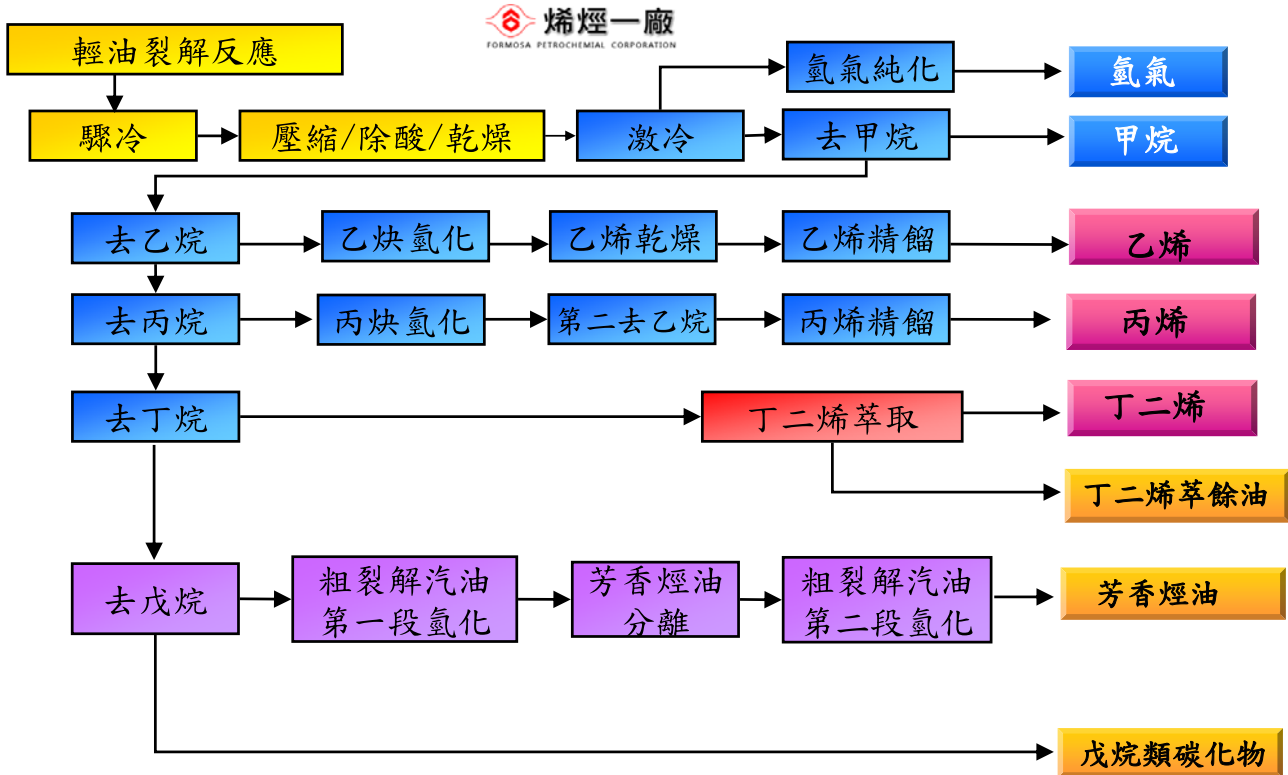 烯烴一廠
FORMOSA PETROCHEMIAL CORPORATION
輕油裂解反應
氫氣純化
氫氣
驟冷
壓縮/除酸/乾燥
激冷
去甲烷
甲烷
去乙烷
乙炔氫化
乙烯乾燥
乙烯精餾
乙烯
去丙烷
丙炔氫化
第二去乙烷
丙烯精餾
丙烯
去丁烷
丁二烯萃取
丁二烯
丁二烯萃餘油
去戊烷
粗裂解汽油
第一段氫化
芳香烴油
分離
粗裂解汽油
第二段氫化
芳香烴油
戊烷類碳化物